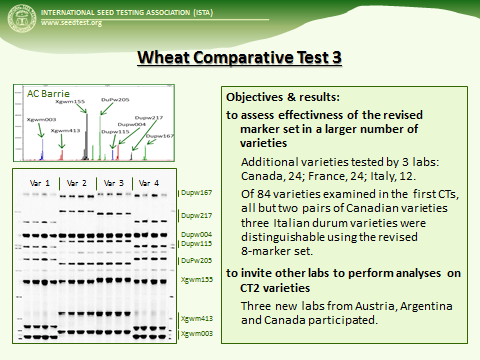 INTERNATIONAL SEED TESTING ASSOCIATION (ISTA)
www.seedtest.org
Wheat Comparative Test 3
AC Barrie
Xgwm155
DuPw205
Xgwm003
Xgwm413
Dupw217
Dupw004
Dupw115
Dupw167
Var 1
Var 2
Var 3
Var 4
Dupw167
Dupw217
Dupw004
Dupw115
DuPw205
Xgwm155
Xgwm413
Xgwm003
Objectives & results:
to assess effectivness of the revised
marker set in a larger number of
varieties
Additional varieties tested by 3 labs:
Canada, 24; France, 24; Italy, 12.
Of 84 varieties examined in the first CTs,
all but two pairs of Canadian varieties
three Italian durum varieties were
distinguishable using the revised
8-marker set.
to invite other labs to perform analyses on
CT2 varieties
Three new labs from Austria, Argentina
and Canada participated.